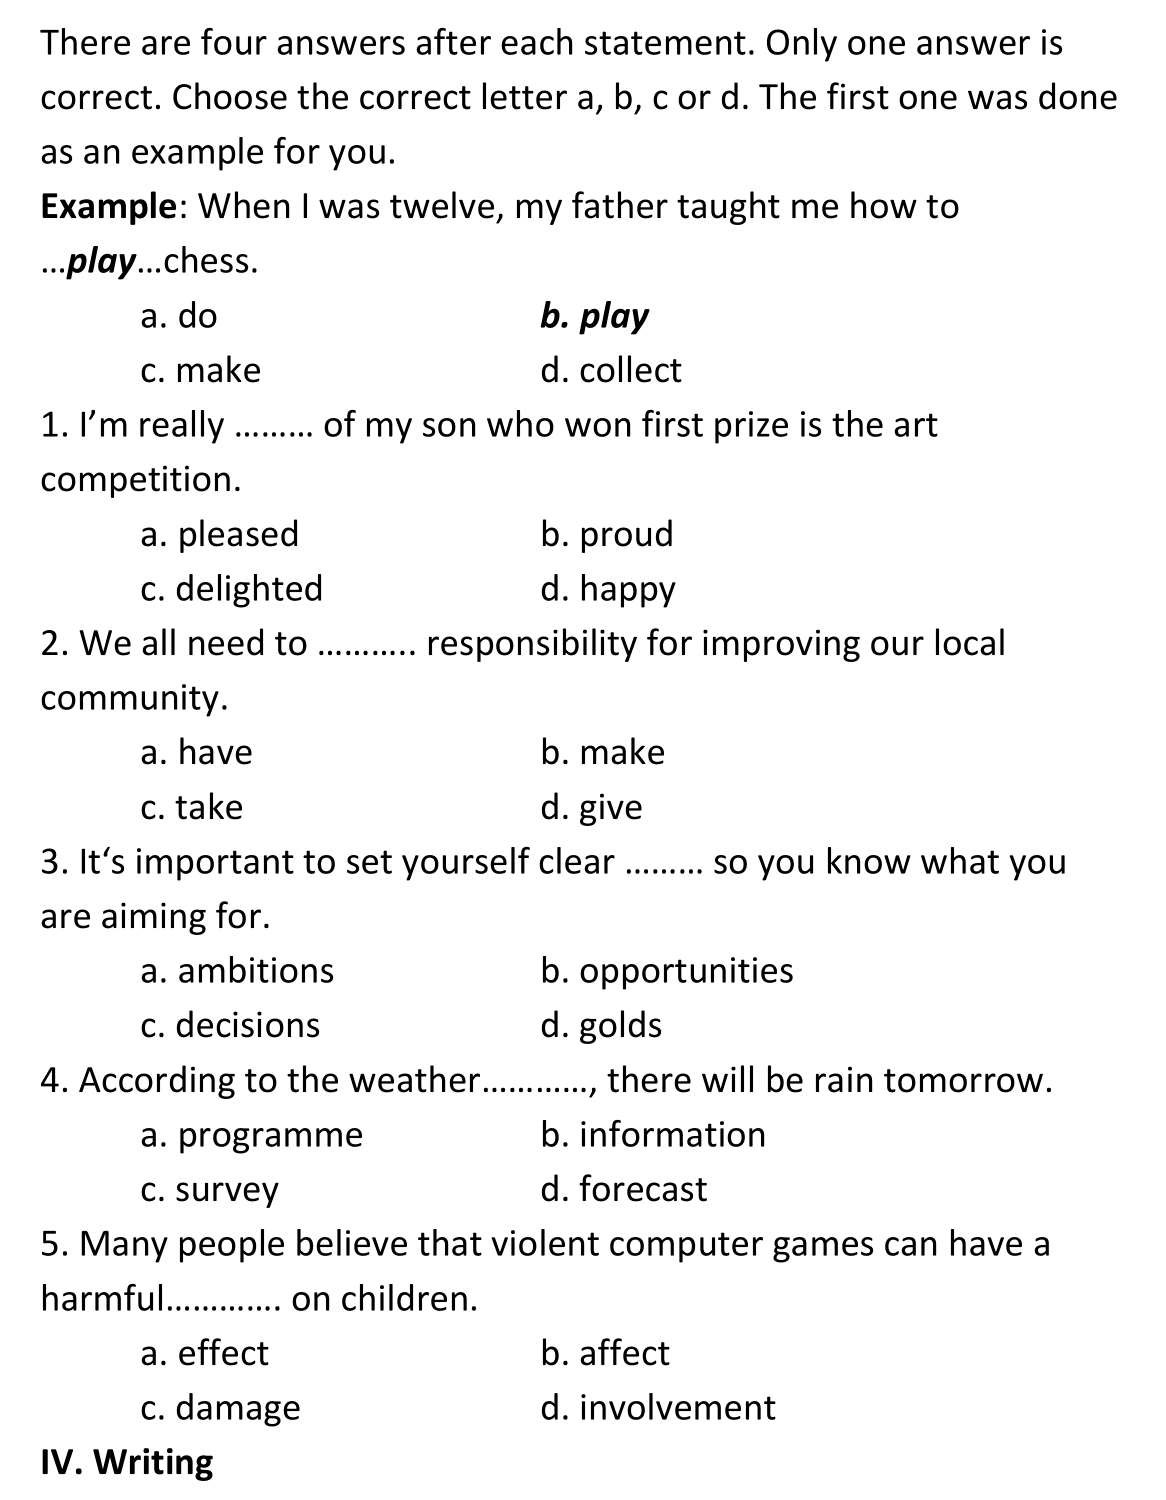 There are four answers after each statement. Only one answer is
correct. Choose the correct letter a, b, c or d. The first one was done
as an example for you.
Example: When I was twelve, my father taught me how to
...play...chess.
a. do b. play
c. make d. collect
1. I’m really ......... of my son who won first prize is the art
competition.
a. pleased b. proud
c. delighted d. happy
2. We all need to ........... responsibility for improving our local
community.
a. have b. make
c. take d. give
3. It‘s important to set yourself clear ......... so you know what you
are aiming for.
a. ambitions b. opportunities
c. decisions d. golds
4. According to the weather............, there will be rain tomorrow.
a. programme b. information
c. survey d. forecast
5. Many people believe that violent computer games can have a
harmful............. on children.
a. effect b. affect
c. damage d. involvement
IV. Writing